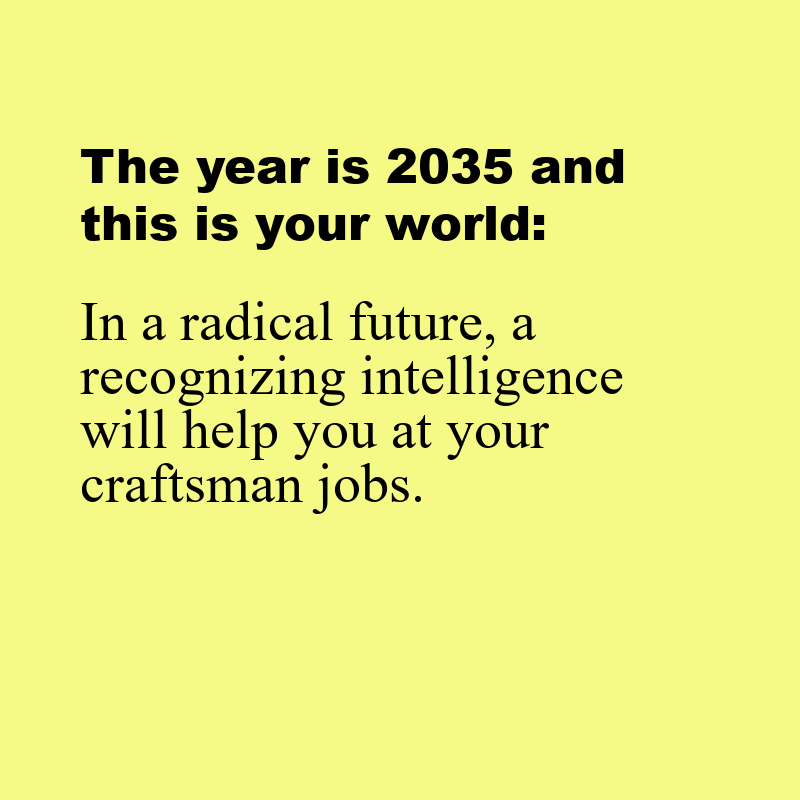 The year is 2035 and
this is your world:
In a radical future, a
recognizing intelligence
will help you at your
craftsman jobs.